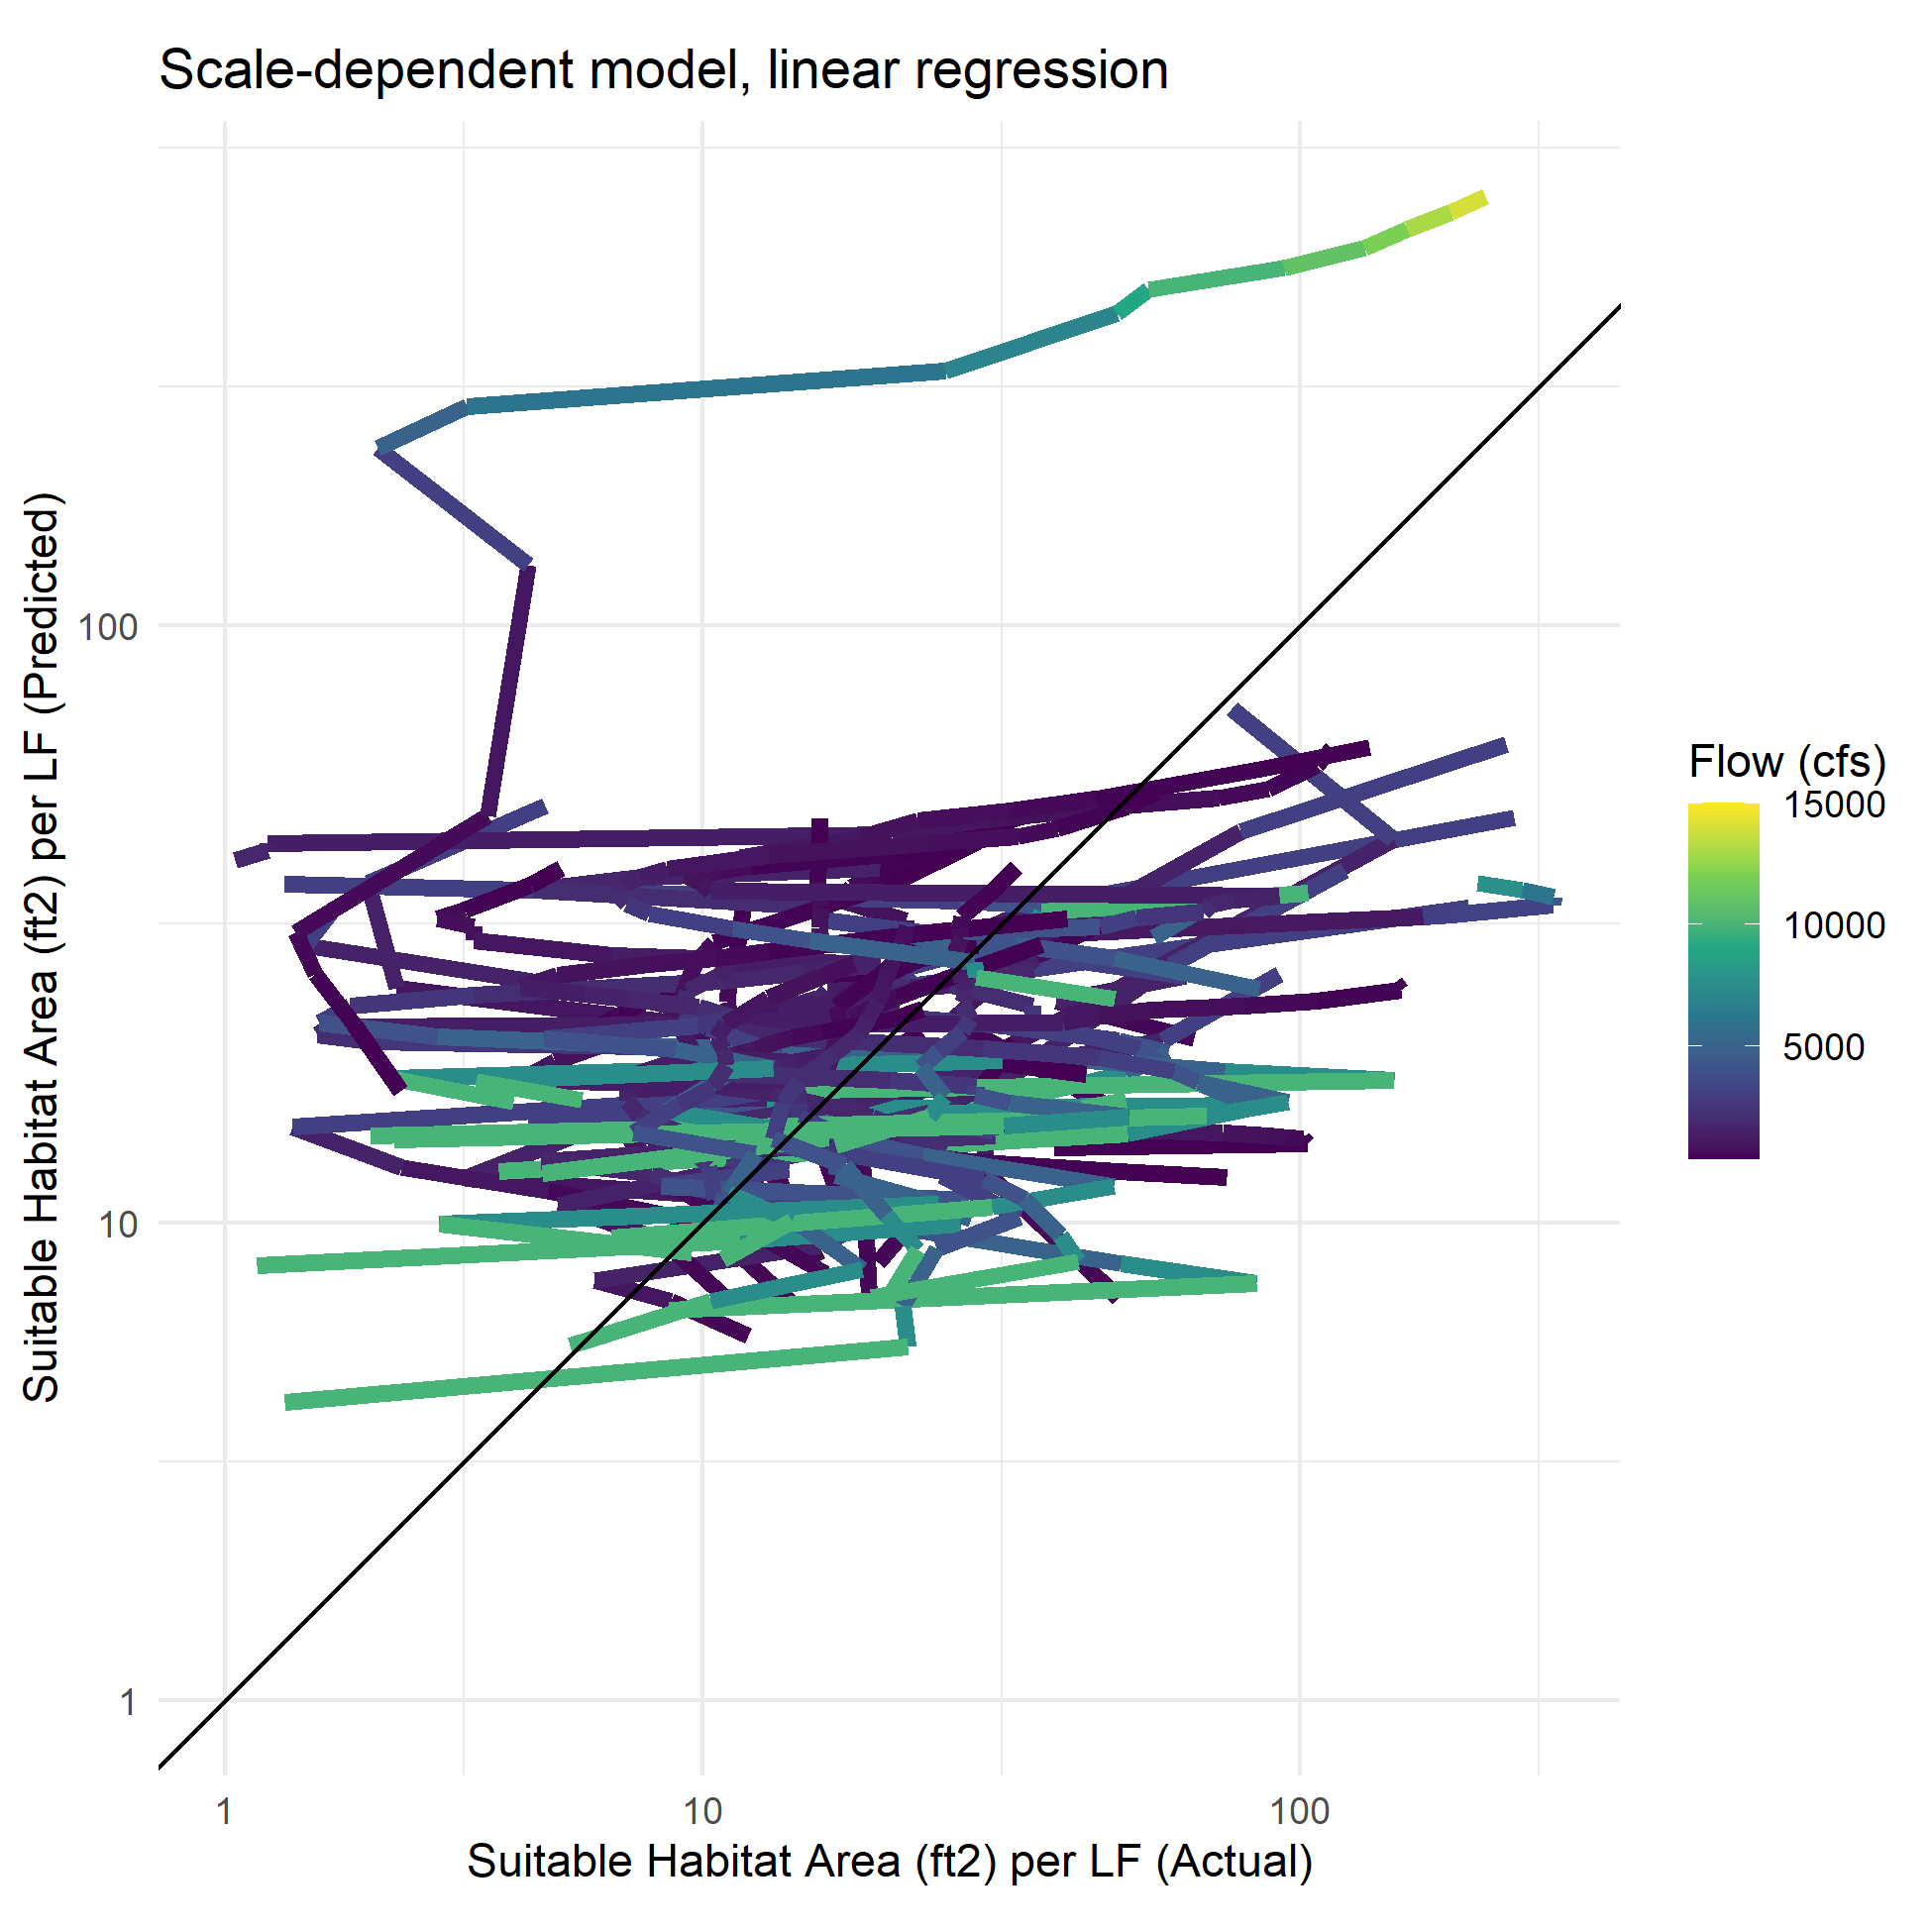 Scale-dependent model, linear regression
Suitable Habitat Area (ft2) per LF (Predicted)
100
10
1
1
10
100
Suitable Habitat Area (ft2) per LF (Actual)
Flow (cfs)
15000
10000
5000